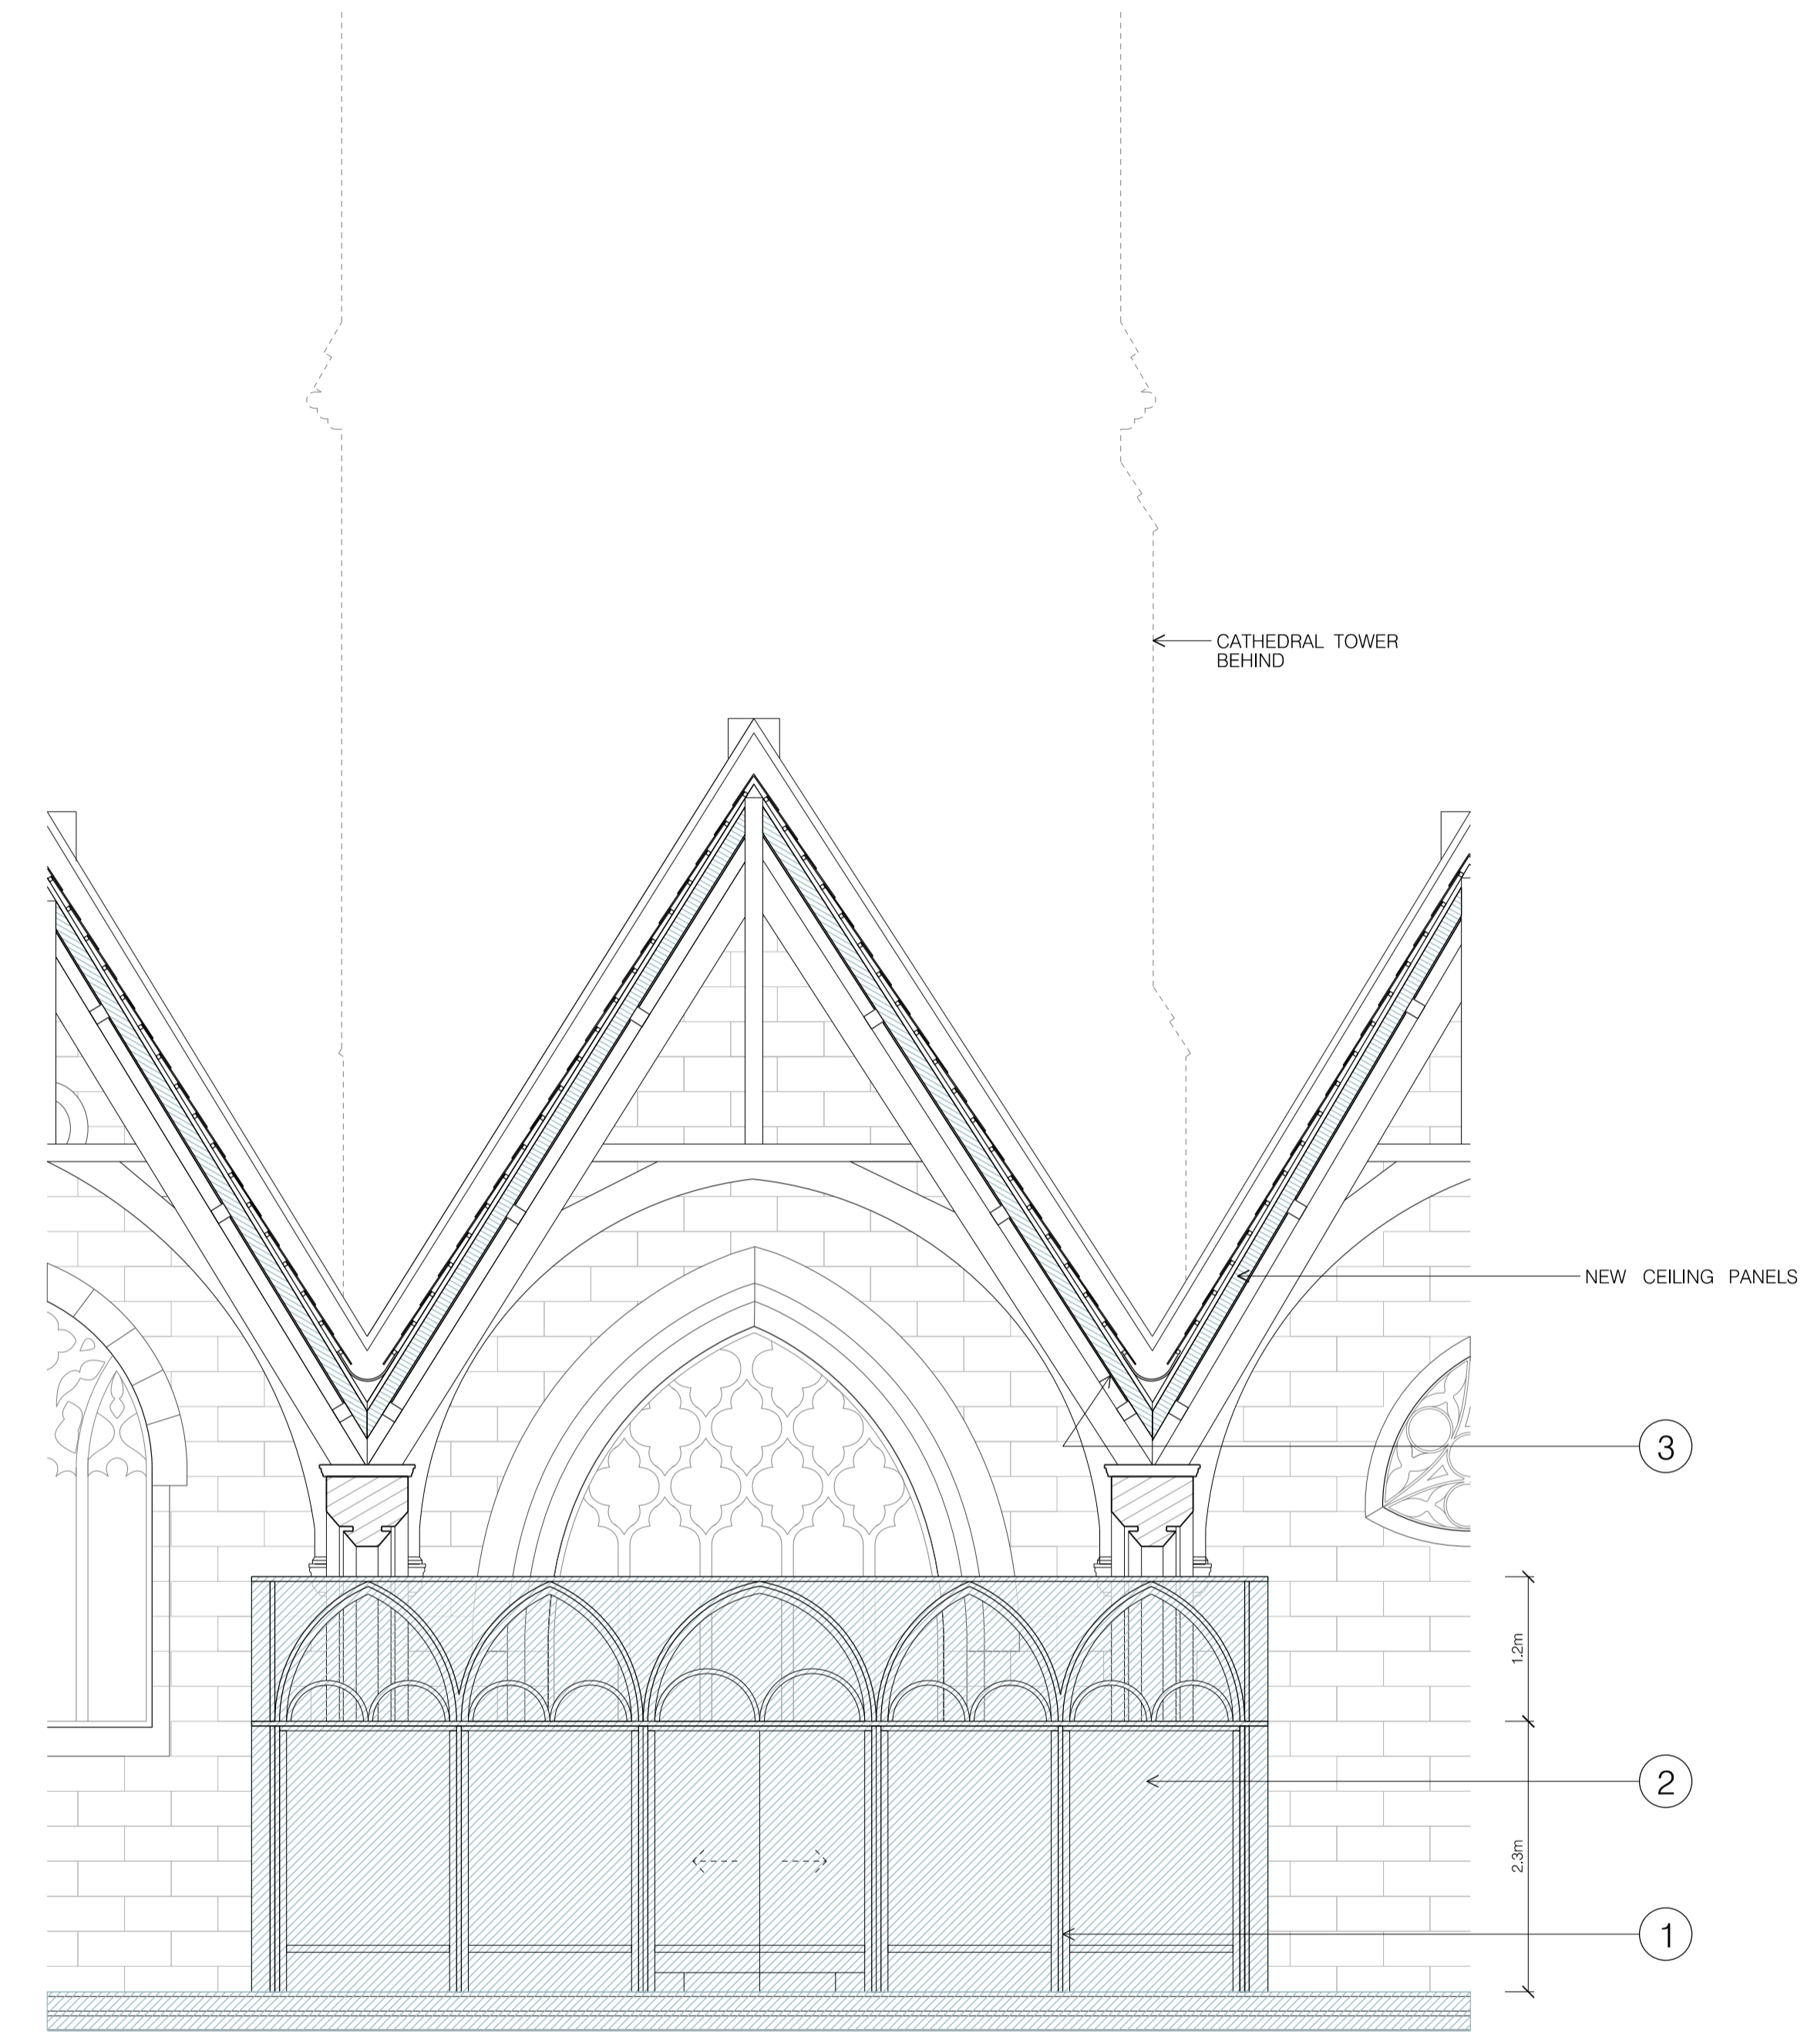 CATHEDRAL TOWER
BEHIND
NEW CEILING PANELS
3
1.2m
2
2.3m
1